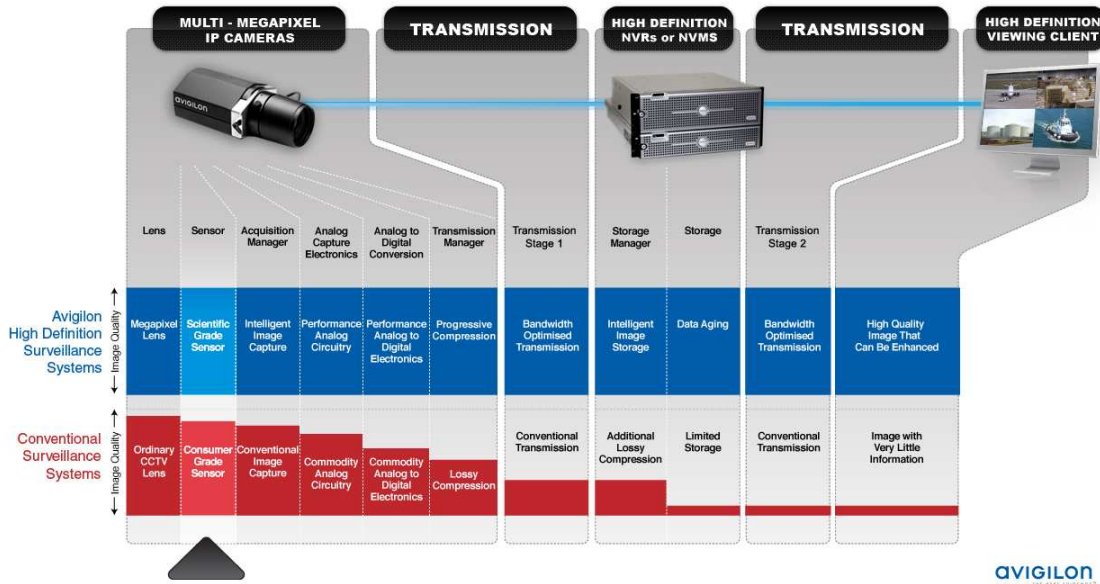 MULTI - MEGAPIXEL
IP CAMERAS
TRANSMISSION
HIGH DEFINITION
NVRs or NVMS
TRANSMISSION
HIGH DEFINITION
VIEWING CLIENT
avigilon
Lens
Sensor
Acquisition
Manager
Analog
Capture
Electronics
Analog to
Digital
Conversion
Transmission
Manager
Transmission
Stage 1
Storage
Manager
Storage
Transmission
Stage 2
Avigilon
High Definition
Surveillance
Systems
Image Quality
Megapixel
Lens
Scientific
Grade
Sensor
Intelligent
Image
Capture
Performance
Analog
Circuitry
Performance
Analog to
Digital
Electronics
Progressive
Compression
Bandwidth
Optimised
Transmission
Intelligent
Image
Storage
Data Aging
Bandwidth
Optimised
Transmission
High Quality
Image That
Can Be Enhanced
Conventional
Surveillance
Systems
Image Quality
Ordinary
CCTV
Lens
Consumer
Grade
Sensor
Conventional
Image
Capture
Commodity
Analog
Circuitry
Commodity
Analog to
Digital
Electronics
Lossy
Compression
Conventional
Transmission
Additional
Lossy
Compression
Limited
Storage
Conventional
Transmission
Image with
Very Little
Information
avigilon